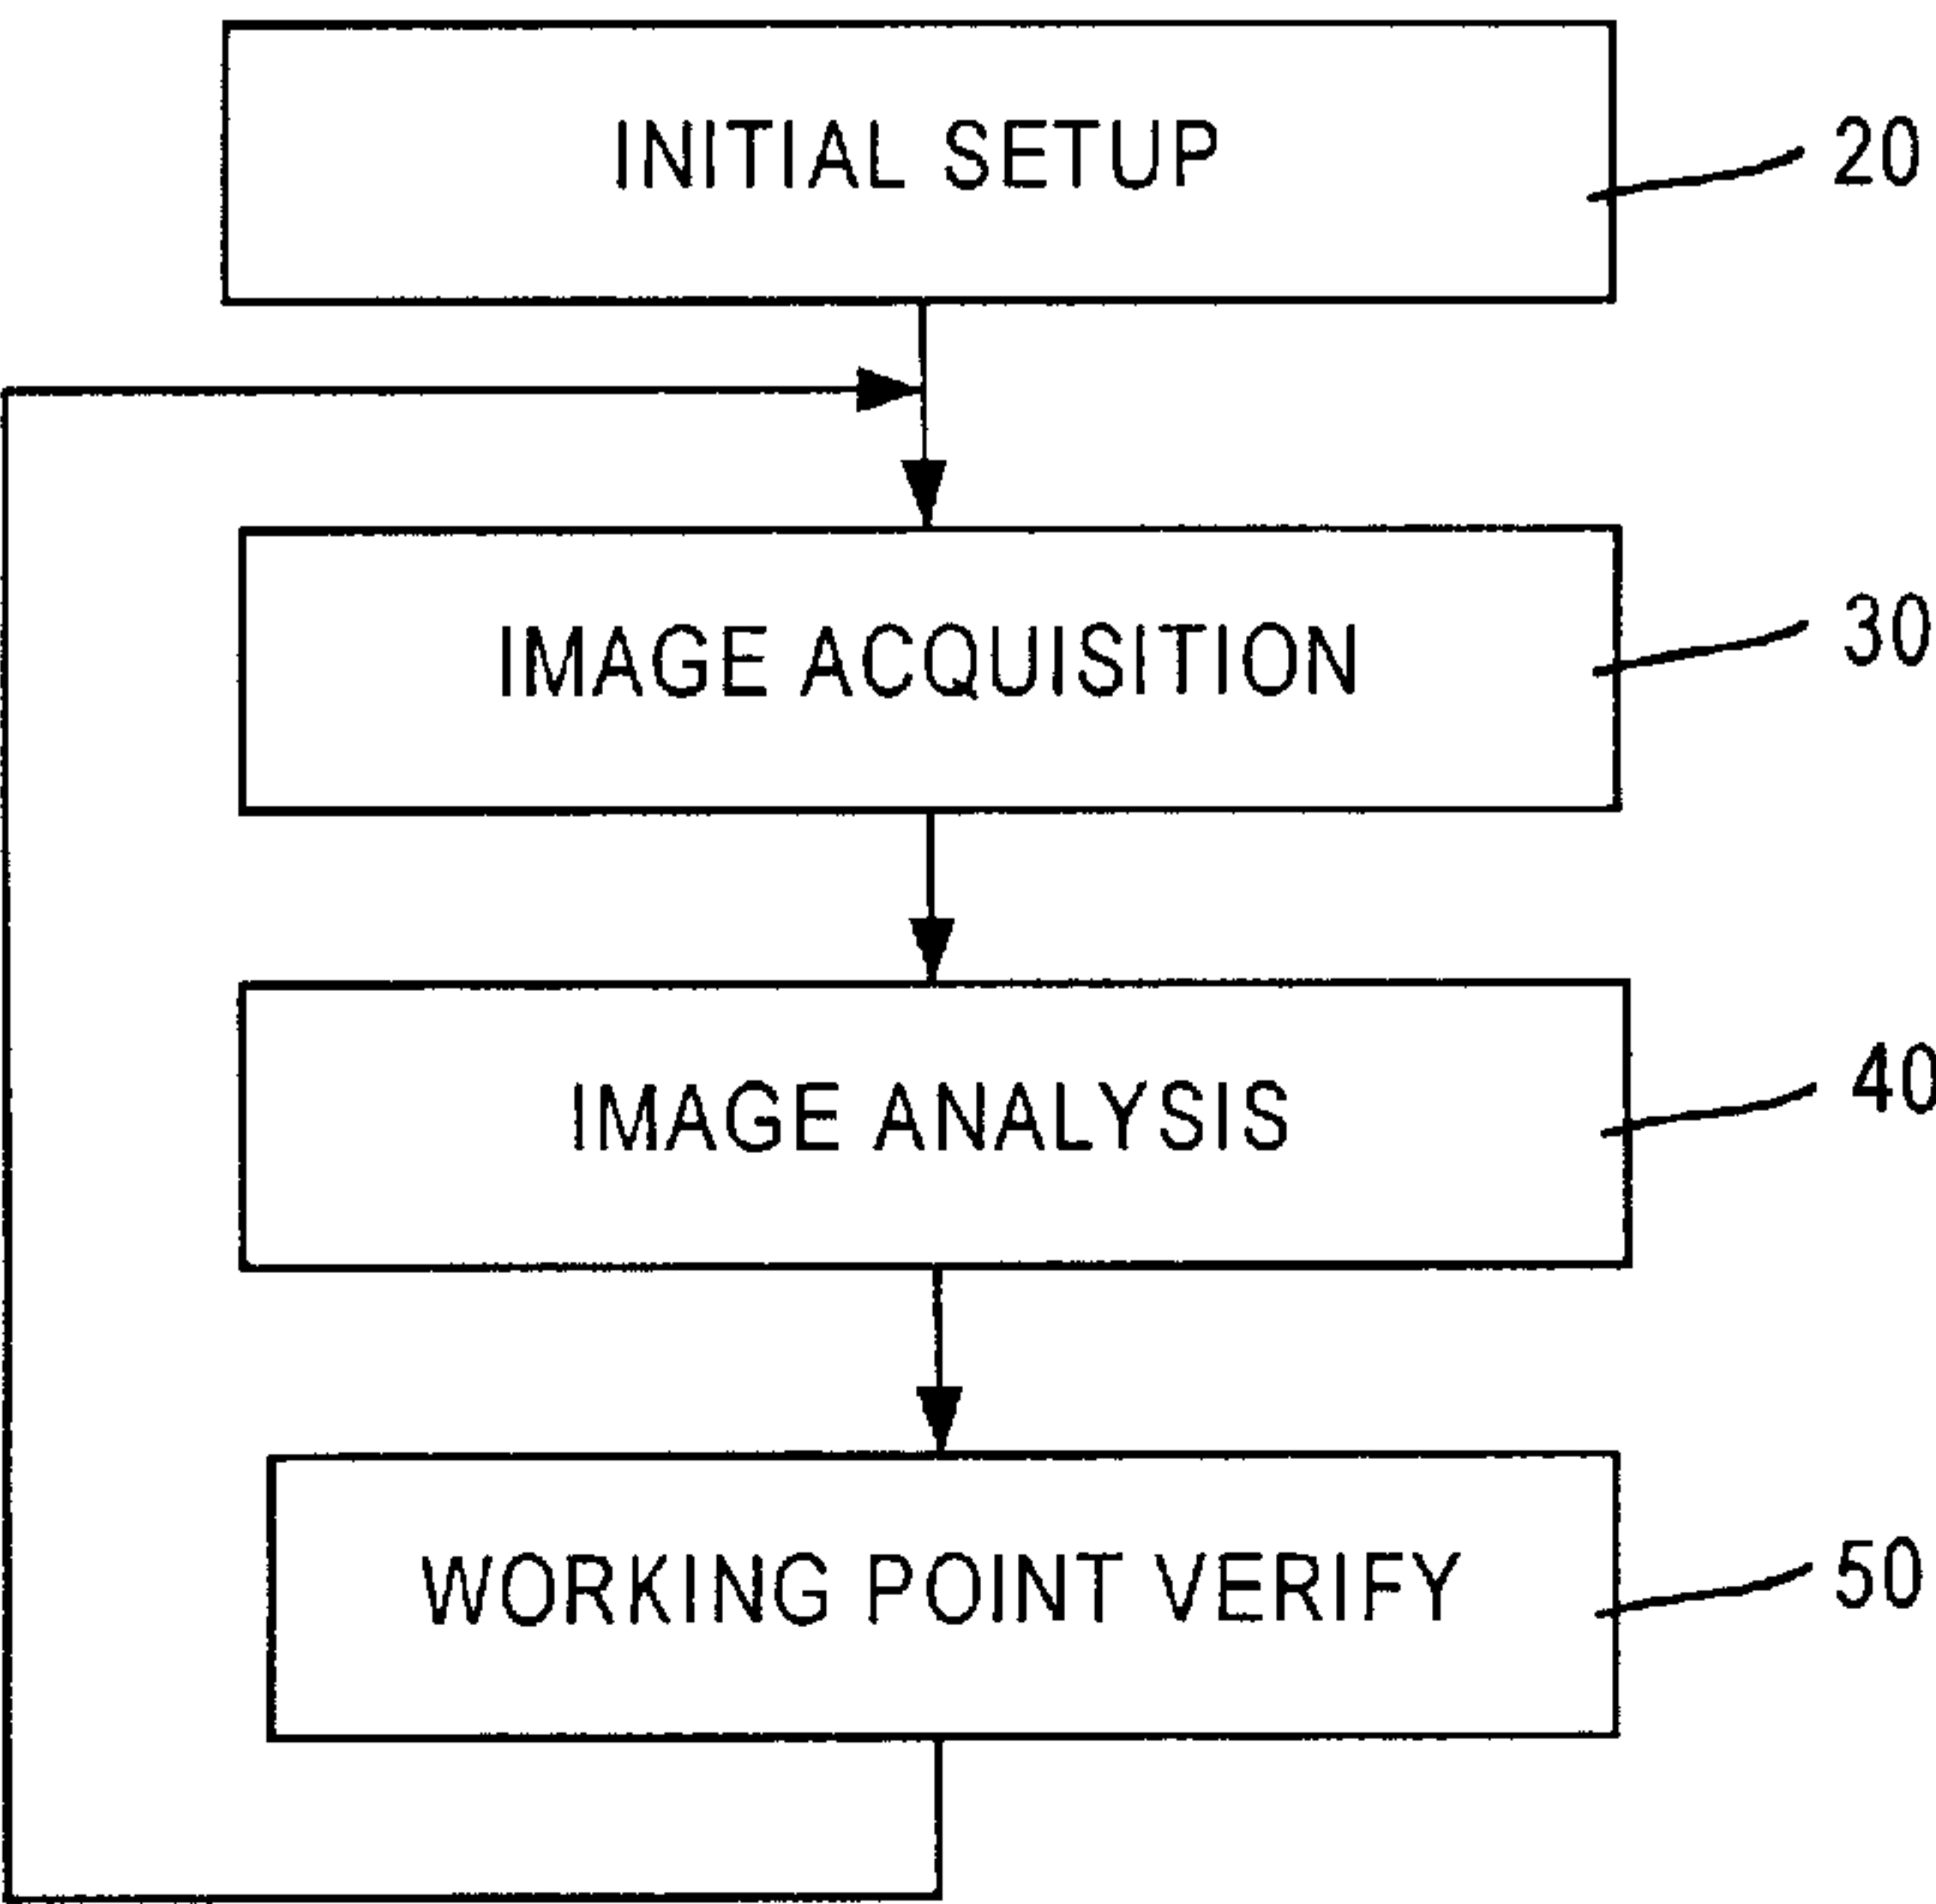 INITIAL SETUP
20
IMAGE ACQUISITION
30
IMAGE ANALYSIS
40
WORKING POINT VERIFY
50